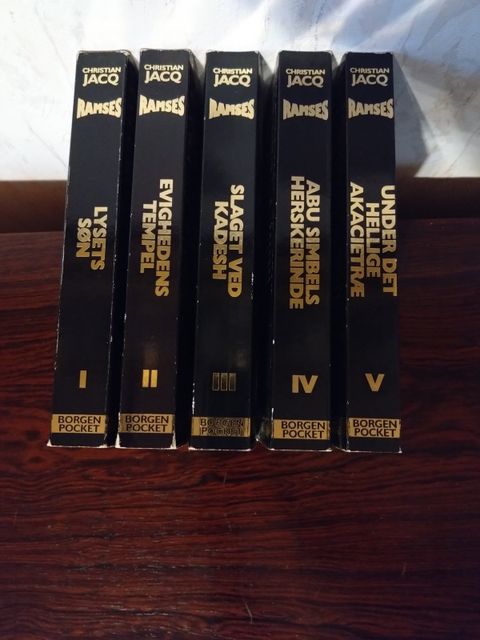 CHRISTIAN
JACQ
RAMSES
LYSETS
SØN
I
BORGEN
POCKET
CHRISTIAN
JACQ
RAMSES
EVIGHEDENS
TEMPEL
II
BORGEN
POCKET
CHRISTIAN
JACQ
RAMSES
SLAGET VED
KADESH
III
BORGEN
POCKET
CHRISTIAN
JACQ
RAMSES
ABU SIMBELS
HERSKERINDE
IV
BORGEN
POCKET
CHRISTIAN
JACQ
RAMSES
UNDER DET
HELLIGE
AKACIETRÆ
V
BORGEN
POCKET